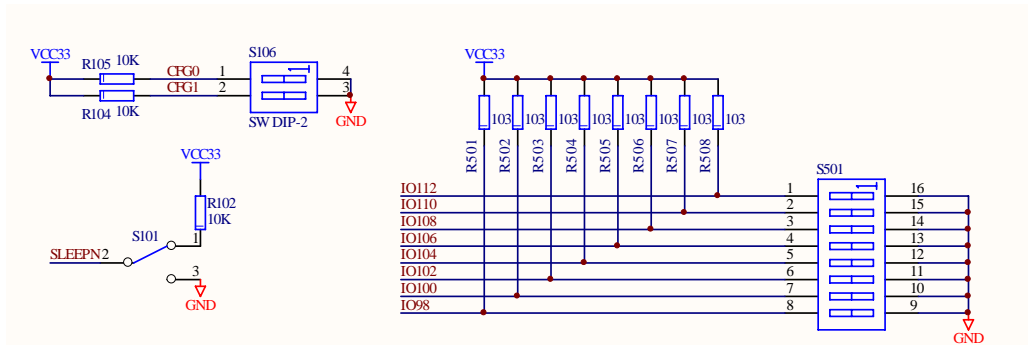 VCC33
R105 10K
CFG0
CFG1
R104 10K
S106
1 4
2 3
SW DIP-2
GND
VCC33
R102
10K
S101
1
SLEEPN 2
3
GND
VCC33
103 103 103 103 103 103 103 103
R501 R502 R503 R504 R505 R506 R507 R508
S501
IO112 1 16
IO110 2 15
IO108 3 14
IO106 4 13
IO104 5 12
IO102 6 11
IO100 7 10
IO98 8 9
GND